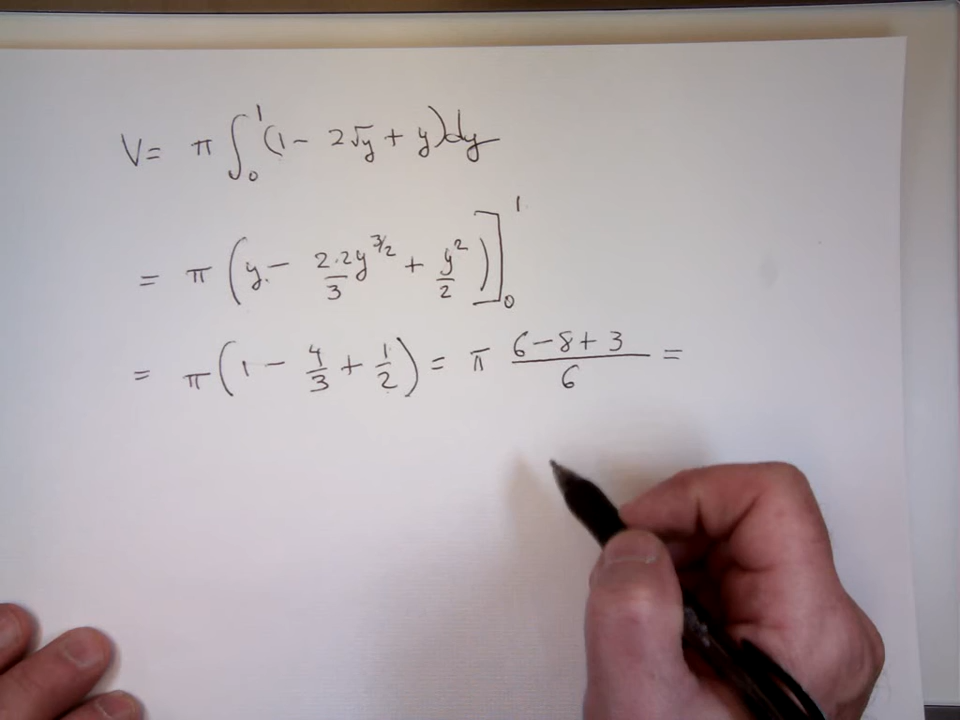 V = π ∫₀¹ (1 - 2√y + y) dy
= π (y - 2·2/3 y^(3/2) + y²/2)]₀¹
= π (1 - 4/3 + 1/2) = π (6 - 8 + 3)/6 =